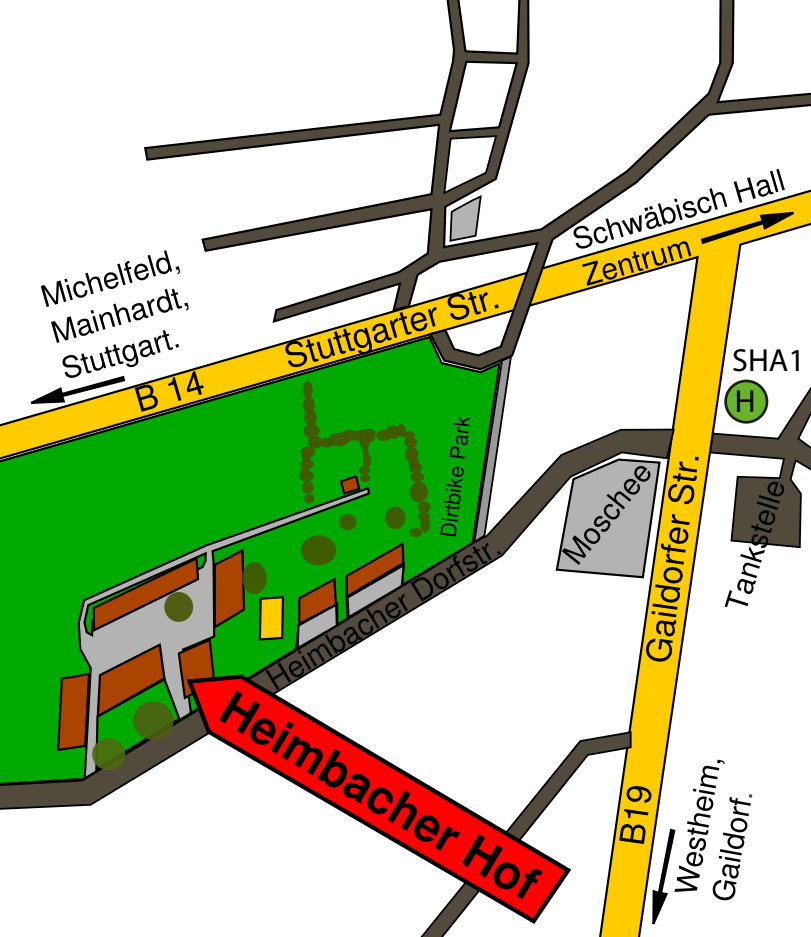 Schwäbisch Hall
Zentrum
Michelfeld,
Mainhardt,
Stuttgart.
Stuttgarter Str.
B 14
SHA1
H
Dirtbike Park
Moschee
Tankstelle
Gaildorfer Str.
Heimbacher Dorfstr.
Heimbacher Hof
B19
Westheim,
Gaildorf.